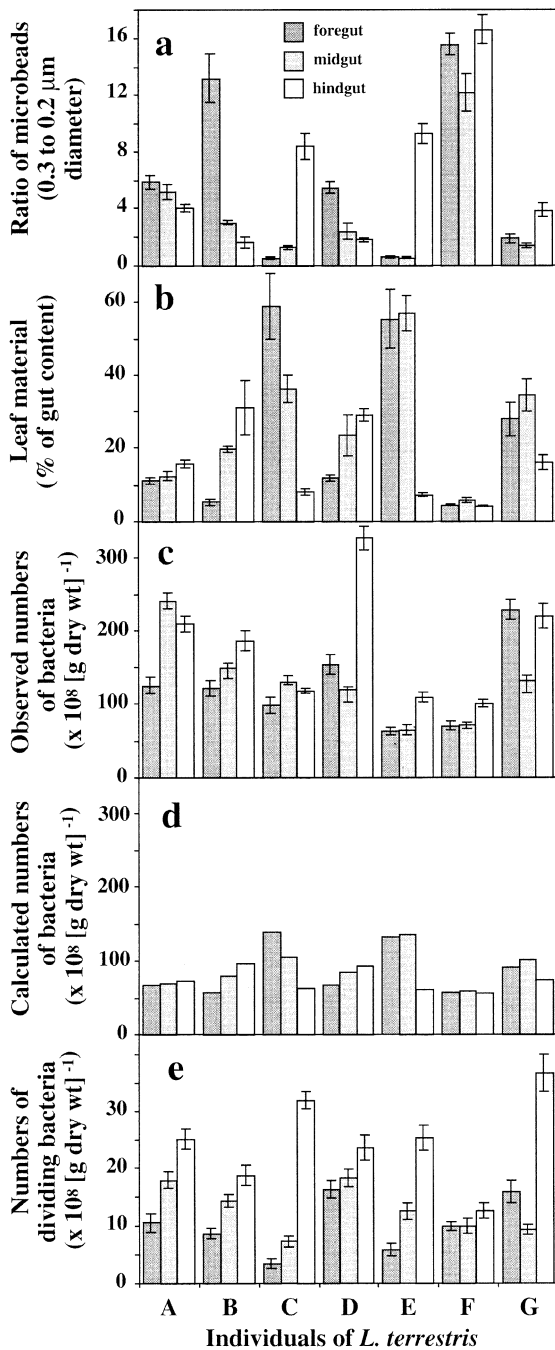 a
foregut
midgut
hindgut
Ratio of microbeads
(0.3 to 0.2 μm
diameter)
16
12
8
4
0
b
Leaf material
(% of gut content)
60
40
20
0
c
Observed numbers
of bacteria
(x 10⁸ [g dry wt] ⁻¹
300
200
100
0
d
Calculated numbers
of bacteria
(x 10⁸ [g dry wt] ⁻¹
300
200
100
0
e
Numbers of
dividing bacteria
(x 10⁸ [g dry wt] ⁻¹
30
20
10
0
A B C D E F G
Individuals of L. terrestris